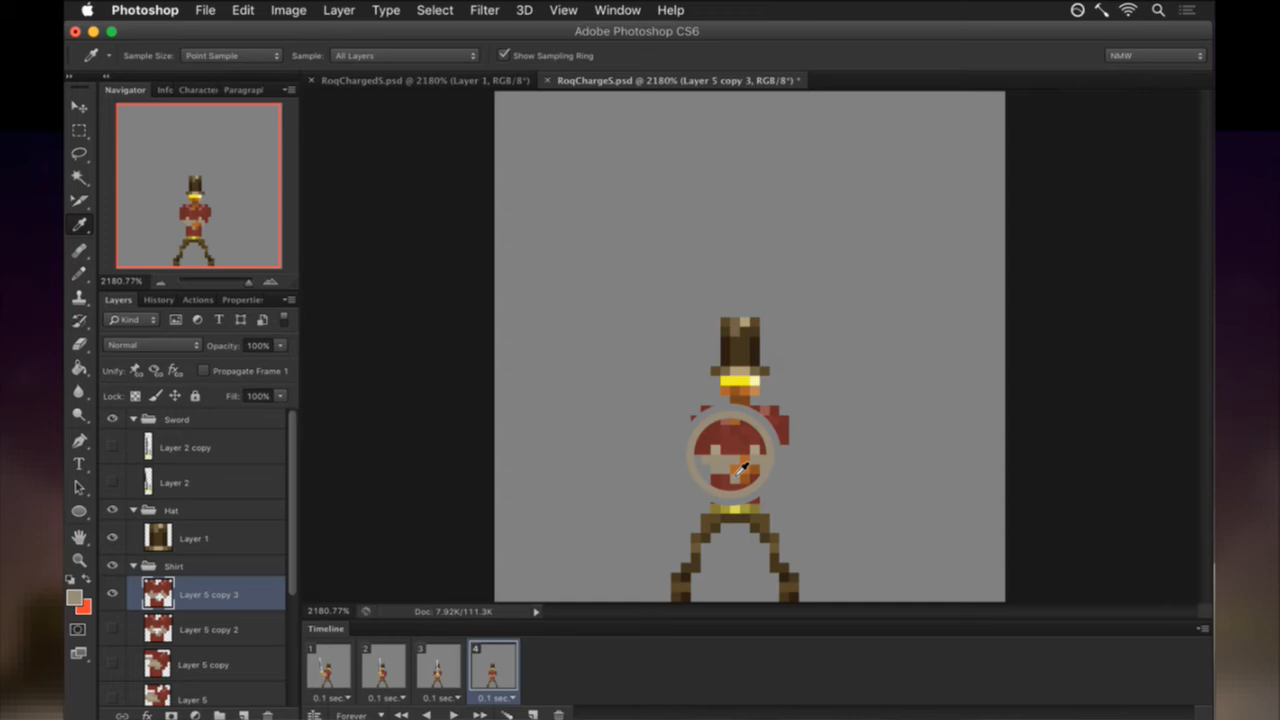 Photoshop File Edit Image Layer Type Select Filter 3D View Window Help
Adobe Photoshop CS6
Sample Size: Point Sample Sample: All Layers Show Sampling Ring NMW
RoqChargedS.psd @ 2180% (Layer 1, RGB/8*) RoqChargeS.psd @ 2180% (Layer 5 copy 3, RGB/8*) *
Navigator Info Character Paragraph
2180.77%
Layers History Actions Propertie
Kind
Normal Opacity: 100%
Unify: Propagate Frame 1
Lock: Fill: 100%
Sword
Layer 2 copy
Layer 2
Hat
Layer 1
Shirt
Layer 5 copy 3
Layer 5 copy 2
Layer 5 copy
Layer 5
2180.77% Doc: 7.92K/111.3K
Timeline
1 2 3 4
0.1 sec. 0.1 sec. 0.1 sec. 0.1 sec.
Forever